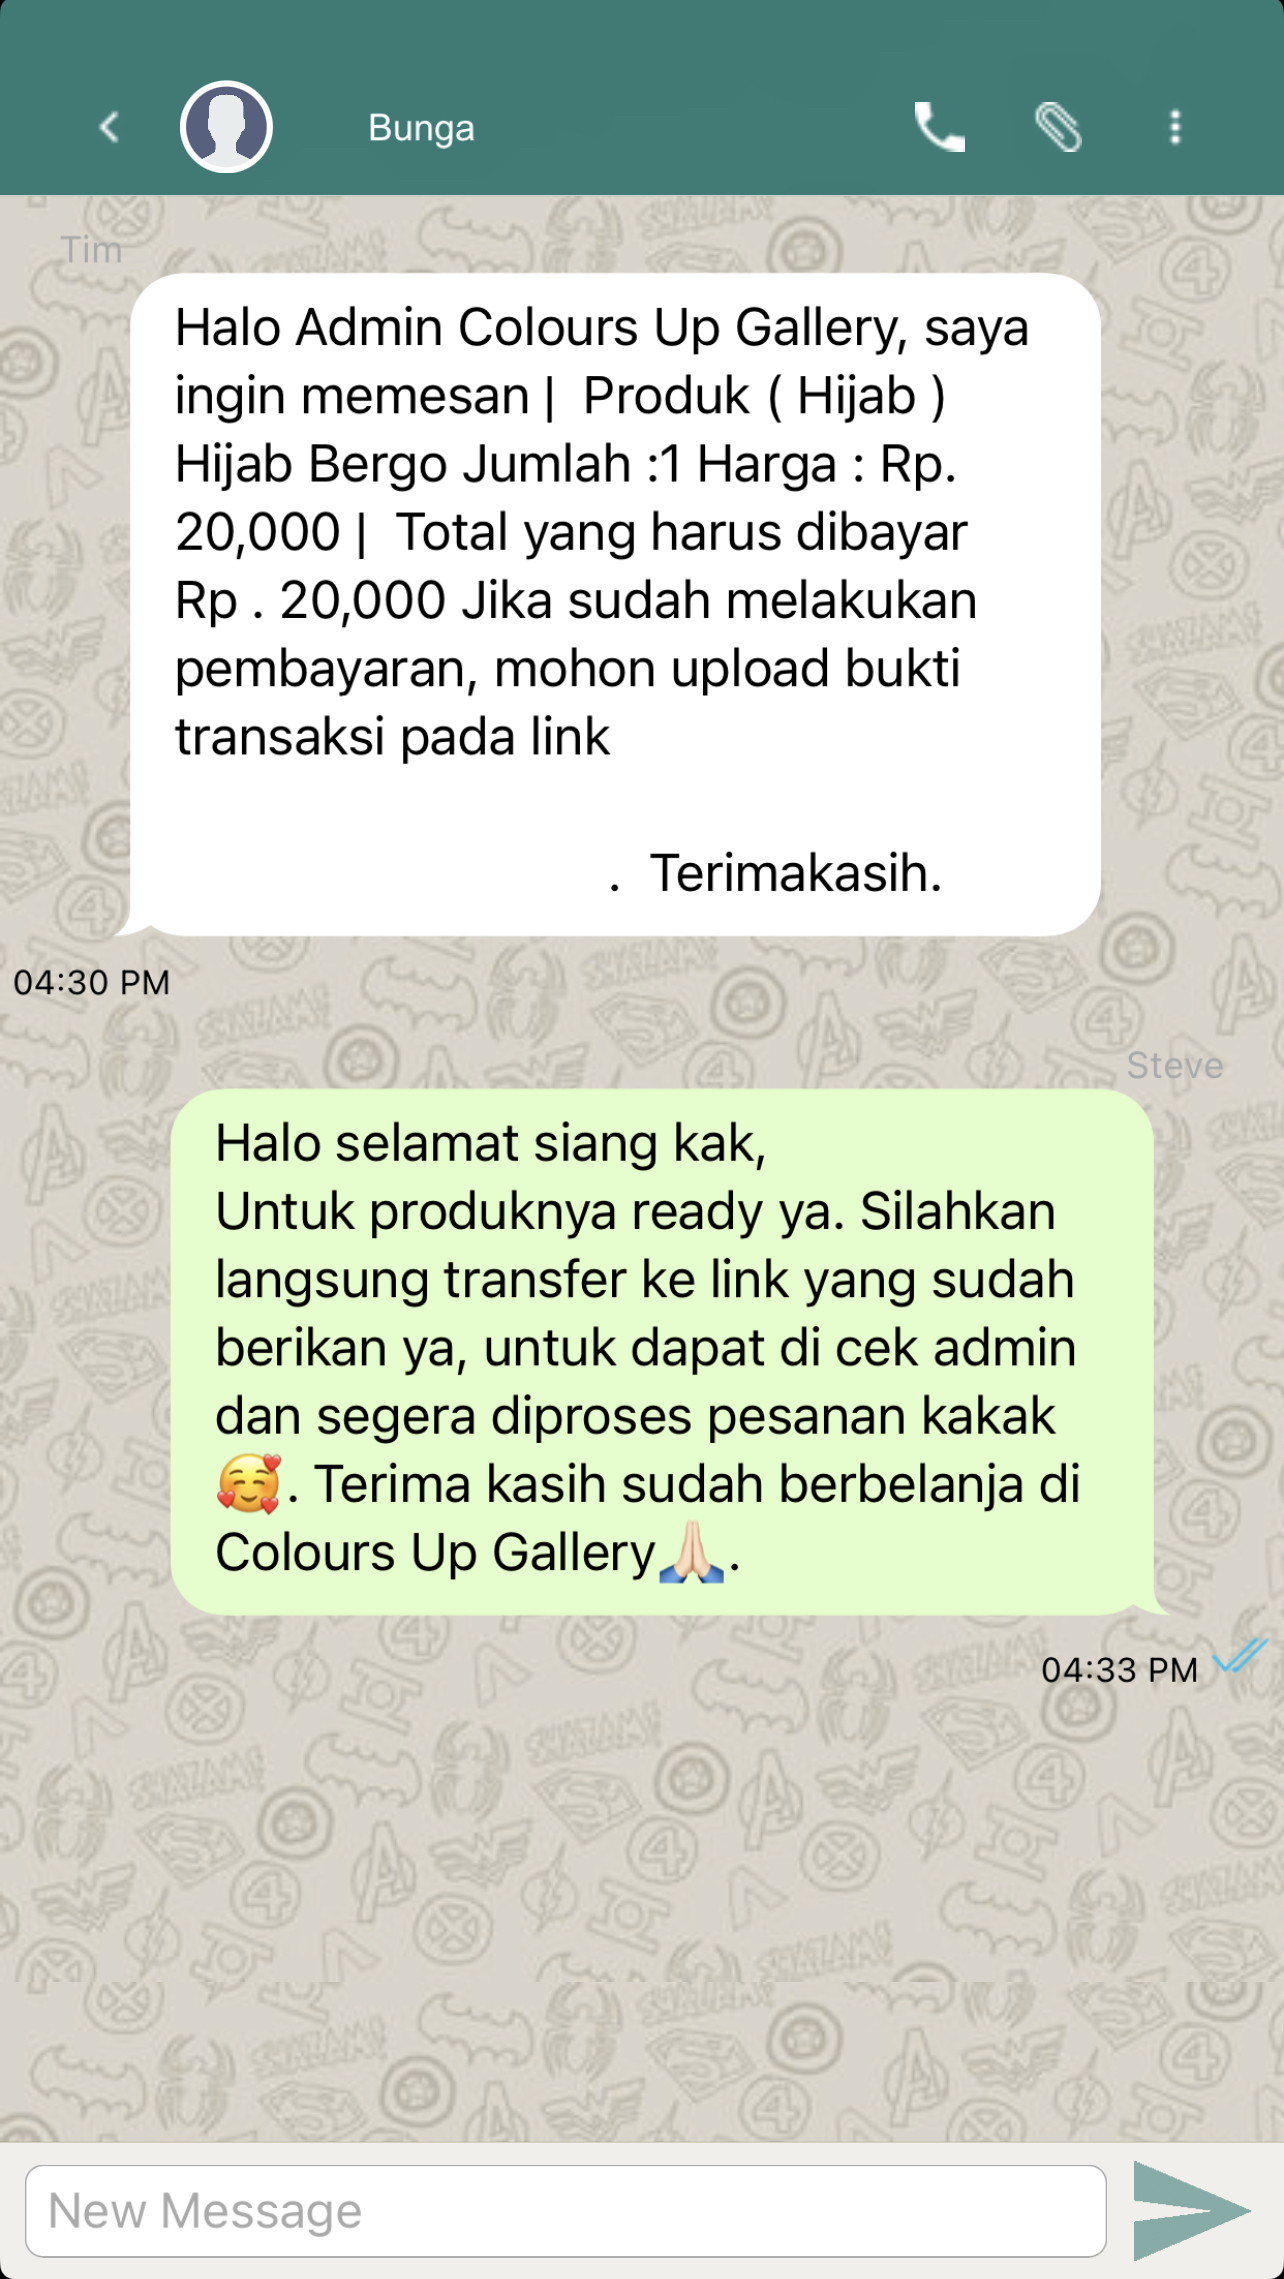 Bunga
Tim
Halo Admin Colours Up Gallery, saya
ingin memesan | Produk ( Hijab )
Hijab Bergo Jumlah :1 Harga : Rp.
20,000 | Total yang harus dibayar
Rp . 20,000 Jika sudah melakukan
pembayaran, mohon upload bukti
transaksi pada link
. Terimakasih.
04:30 PM
Steve
Halo selamat siang kak,
Untuk produknya ready ya. Silahkan
langsung transfer ke link yang sudah
berikan ya, untuk dapat di cek admin
dan segera diproses pesanan kakak
🥰. Terima kasih sudah berbelanja di
Colours Up Gallery🙏🏻.
04:33 PM
New Message